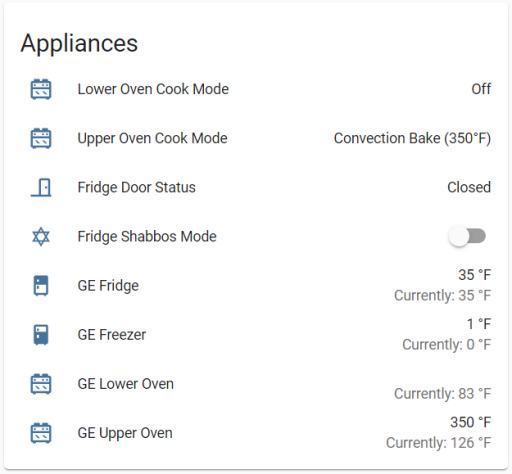 Appliances
Lower Oven Cook Mode Off
Upper Oven Cook Mode Convection Bake (350°F)
Fridge Door Status Closed
Fridge Shabbos Mode
GE Fridge 35 °F
Currently: 35 °F
GE Freezer 1 °F
Currently: 0 °F
GE Lower Oven
Currently: 83 °F
GE Upper Oven 350 °F
Currently: 126 °F